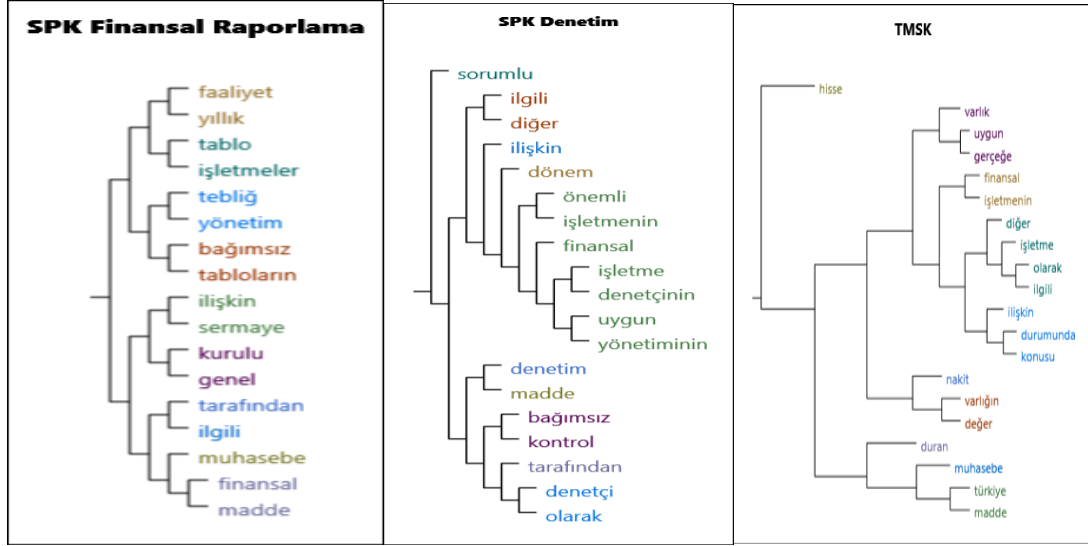 SPK Finansal Raporlama
faaliyet
yıllık
tablo
işletmeler
tebliğ
yönetim
bağımsız
tabloların
ilişkin
sermaye
kurulu
genel
tarafından
ilgili
muhasebe
finansal
madde
SPK Denetim
sorumlu
ilgili
diğer
ilişkin
dönem
önemli
işletmenin
finansal
işletme
denetçinin
uygun
yönetiminin
denetim
madde
bağımsız
kontrol
tarafından
denetçi
olarak
TMSK
hisse
varlık
uygun
gerçeğe
finansal
işletmenin
diğer
işletme
olarak
ilgili
ilişkin
durumunda
konusu
nakit
varlığın
değer
duran
muhasebe
türkiye
madde